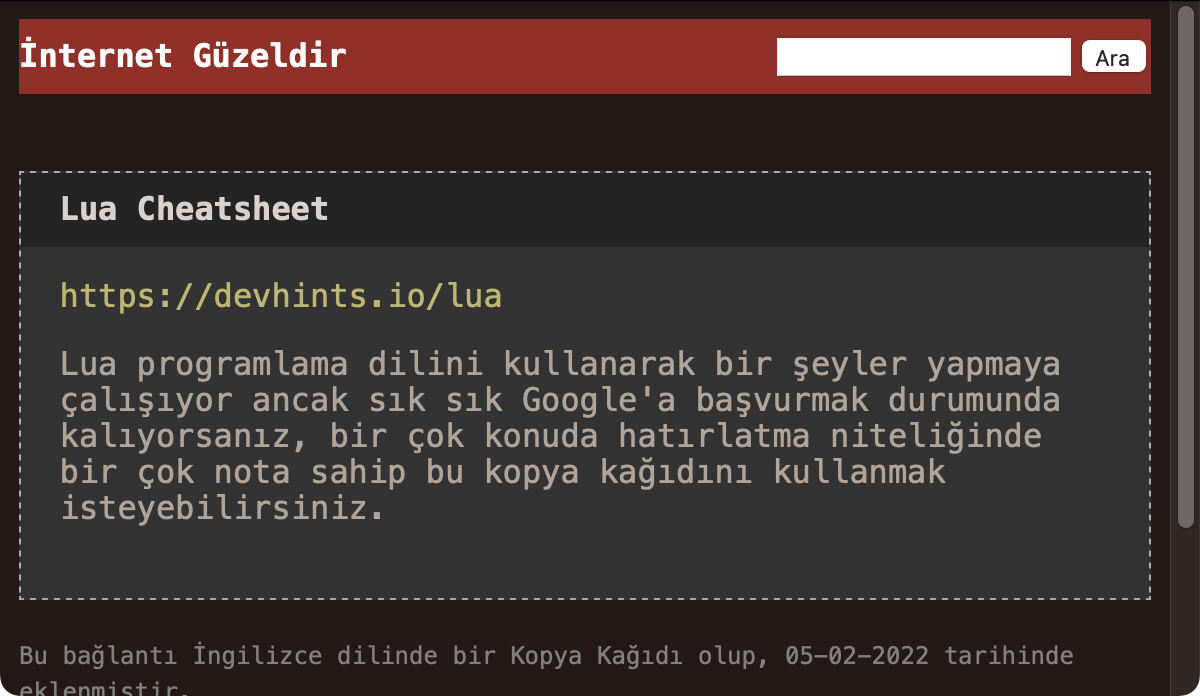 İnternet Güzeldir
Ara
Lua Cheatsheet
https://devhints.io/lua
Lua programlama dilini kullanarak bir şeyler yapmaya
çalışıyor ancak sık sık Google'a başvurmak durumunda
kalıyorsanız, bir çok konuda hatırlatma niteliğinde
bir çok nota sahip bu kopya kağıdını kullanmak
isteyebilirsiniz.
Bu bağlantı İngilizce dilinde bir Kopya Kağıdı olup, 05-02-2022 tarihinde
eklenmiştir.